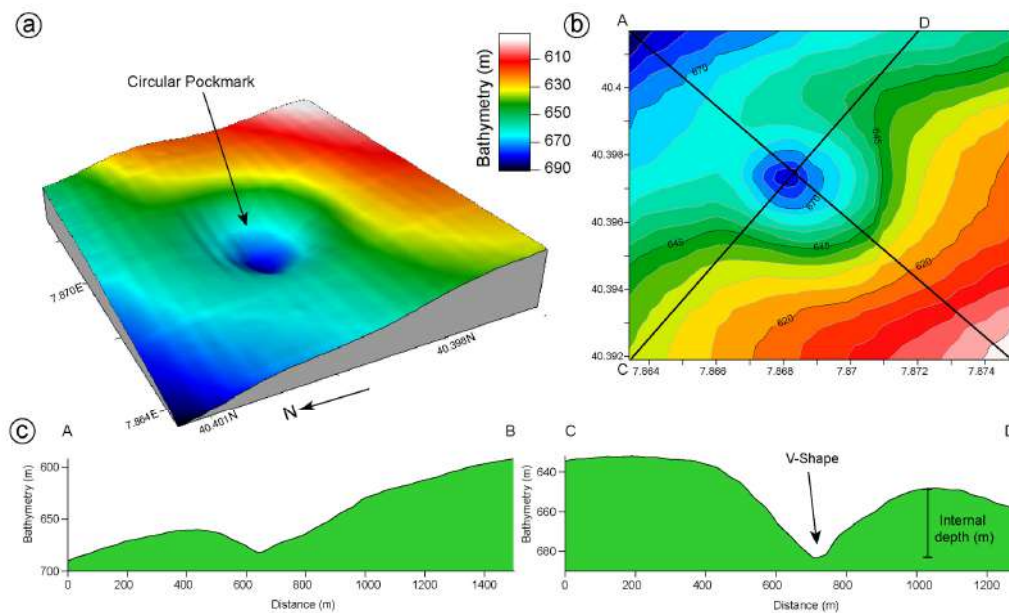 a
Circular Pockmark
Bathymetry (m)
610
630
650
670
690
7.870E
7.864E
40.401N
40.398N
N
b
A
D
C
40.4
40.398
40.396
40.394
40.392
7.864
7.866
7.868
7.87
7.872
7.874
670
645
670
645
645
620
620
c
A
B
Bathymetry (m)
600
650
700
0
200
400
600
800
1000
1200
1400
Distance (m)
C
D
V-Shape
Bathymetry (m)
640
660
680
Internal
depth (m)
0
200
400
600
800
1000
1200
Distance (m)